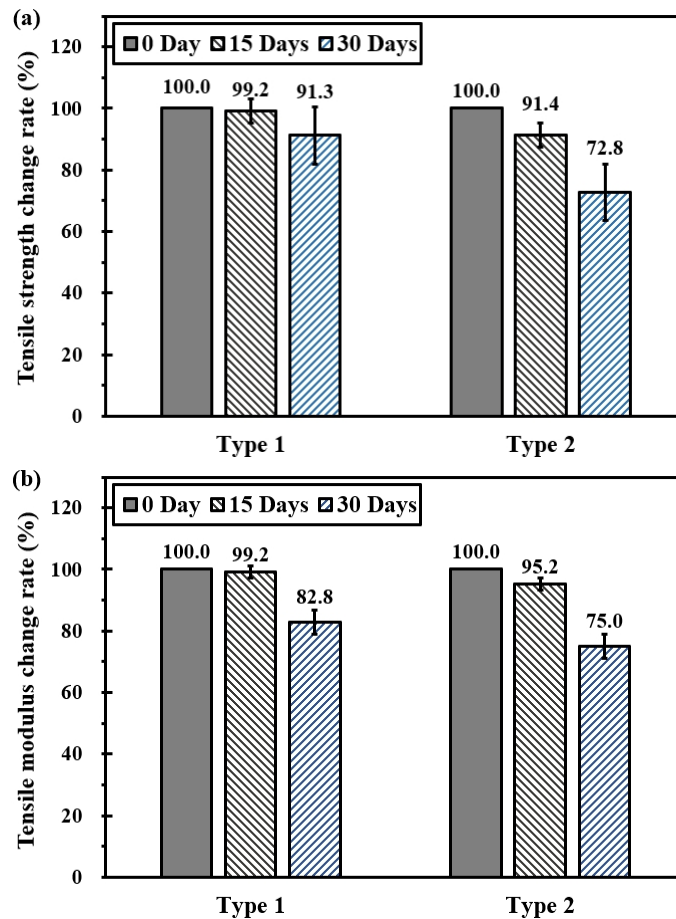 (a)
Tensile strength change rate (%)
120
100
80
60
40
20
0
0 Day 15 Days 30 Days
100.0 99.2 91.3 100.0 91.4 72.8
Type 1 Type 2
(b)
Tensile modulus change rate (%)
120
100
80
60
40
20
0
0 Day 15 Days 30 Days
100.0 99.2 82.8 100.0 95.2 75.0
Type 1 Type 2